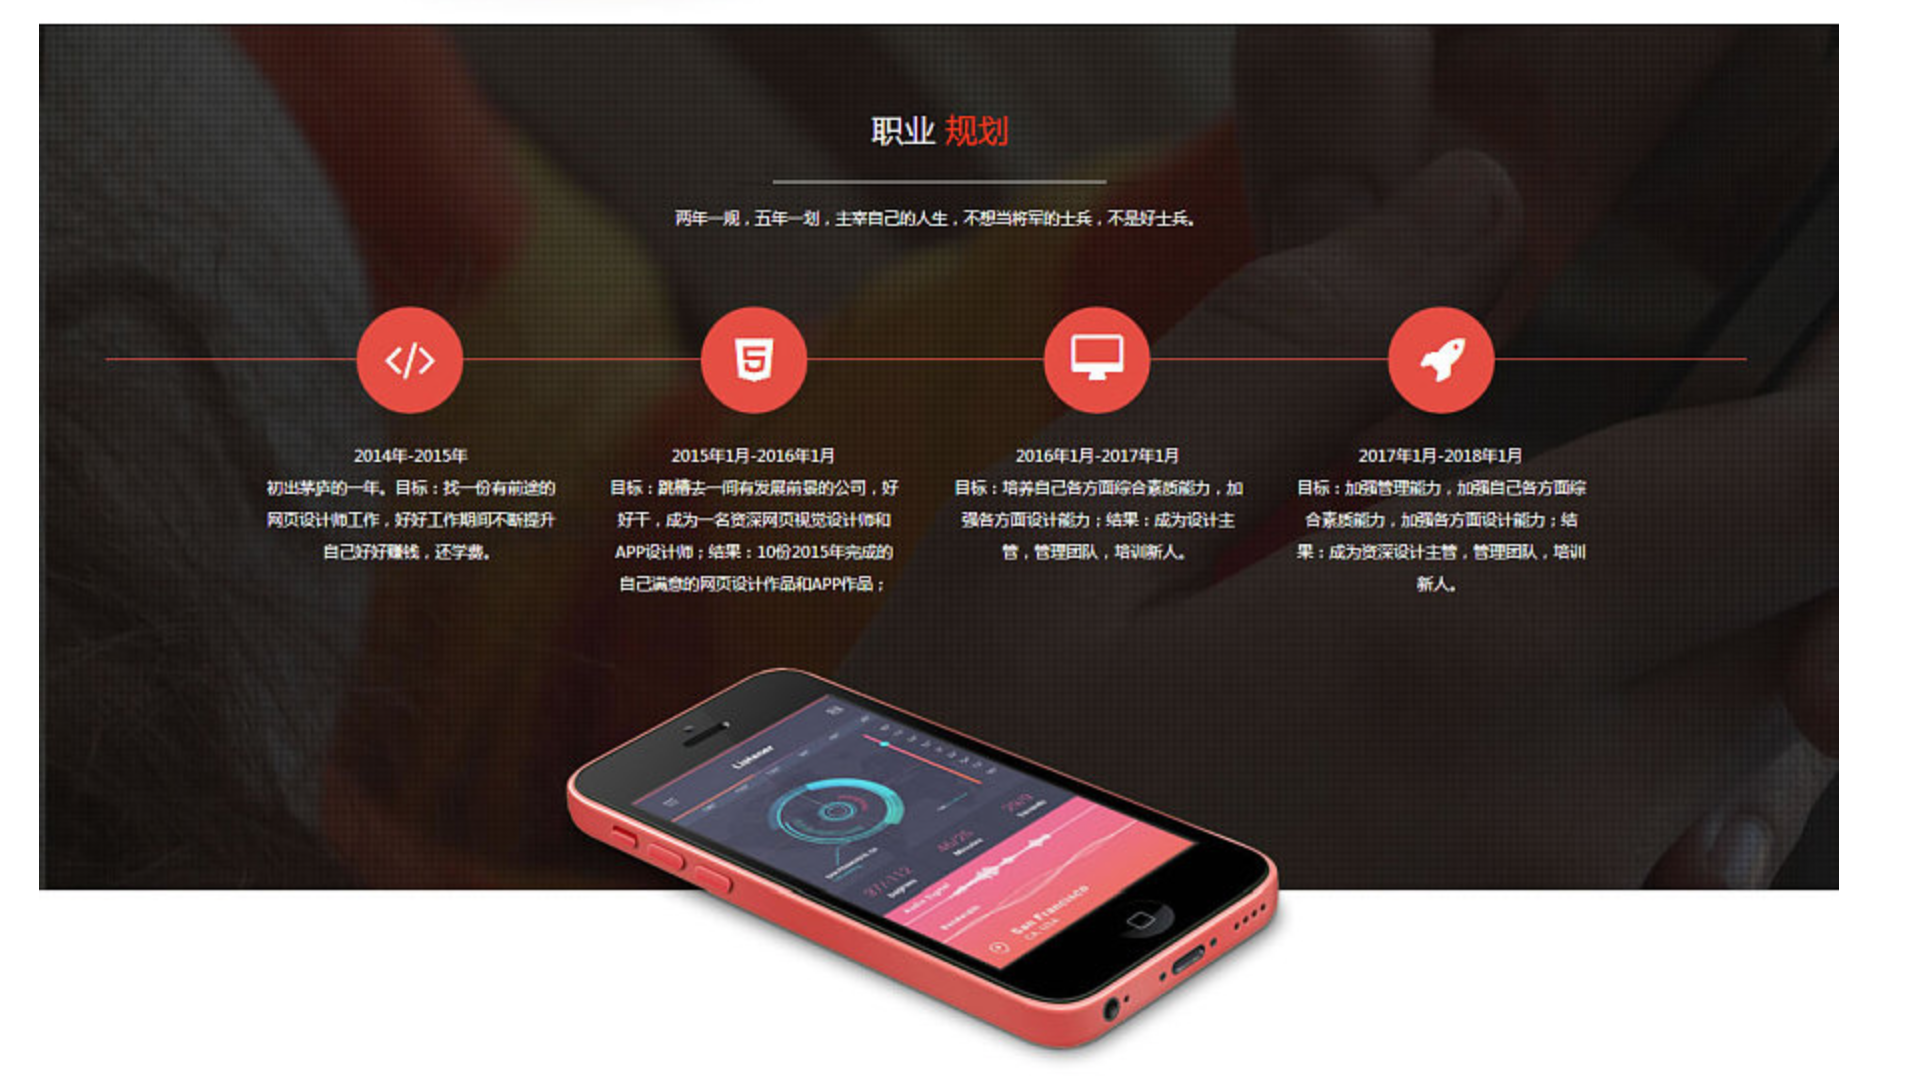 职业 规划
两年一规，五年一划，主宰自己的人生，不想当将军的士兵，不是好士兵。
2014年-2015年
初出茅庐的一年。目标：找一份有前途的
网页设计师工作，好好工作期间不断提升
自己好好赚钱，还学费。
2015年1月-2016年1月
目标：跳槽去一间有发展前景的公司，好
好干，成为一名资深网页视觉设计师和
APP设计师；结果：10份2015年完成的
自己满意的网页设计作品和APP作品；
2016年1月-2017年1月
目标：培养自己各方面综合素质能力，加
强各方面设计能力；结果：成为设计主
管，管理团队，培训新人。
2017年1月-2018年1月
目标：加强管理能力，加强自己各方面综
合素质能力，加强各方面设计能力；结
果：成为资深设计主管，管理团队，培训
新人。
Listener
37/112
Degrees
46/25
Minutes
29/9
Seconds
Audio Signal
Bandwidth
San Francisco
CA, USA